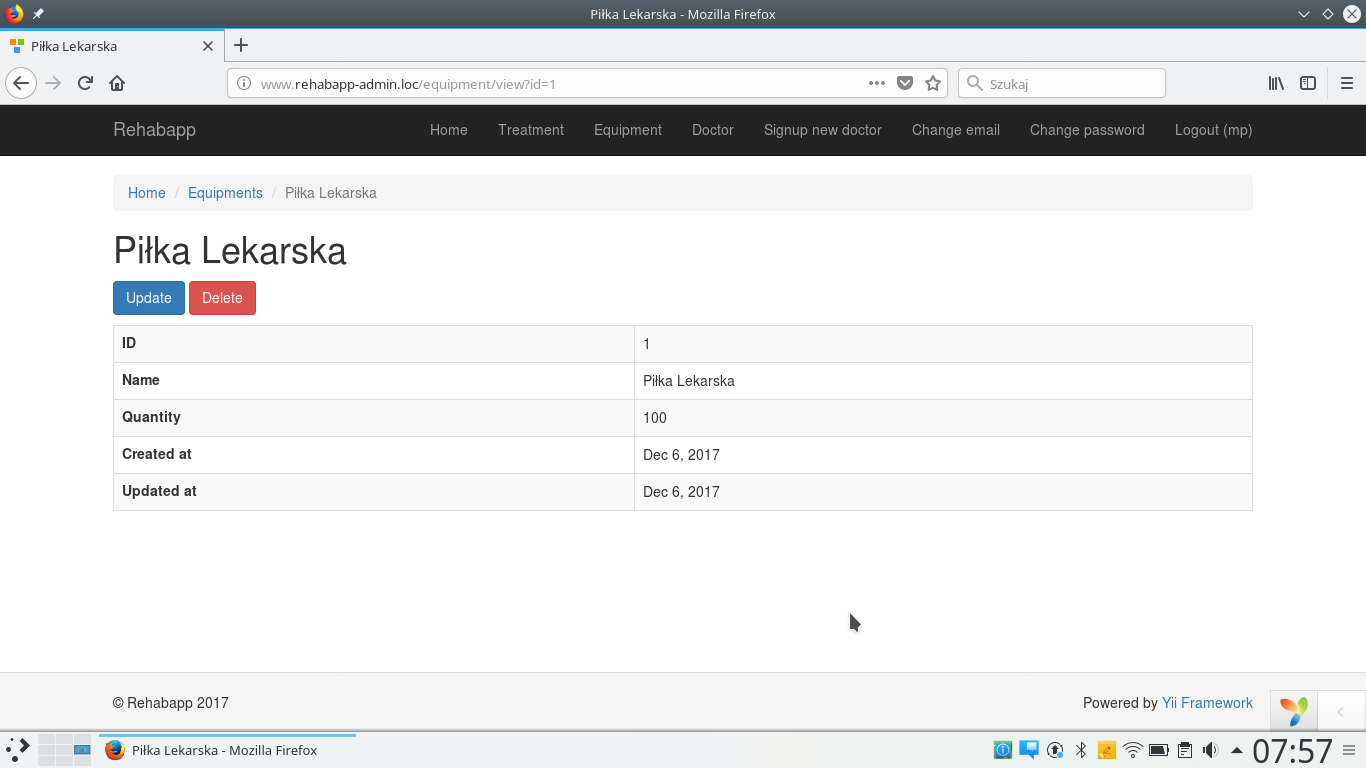 Piłka Lekarska - Mozilla Firefox
Piłka Lekarska
www.rehabapp-admin.loc/equipment/view?id=1
Szukaj
Rehabapp Home Treatment Equipment Doctor Signup new doctor Change email Change password Logout (mp)
Home / Equipments / Piłka Lekarska
Piłka Lekarska
Update Delete
ID 1
Name Piłka Lekarska
Quantity 100
Created at Dec 6, 2017
Updated at Dec 6, 2017
© Rehabapp 2017 Powered by Yii Framework
Piłka Lekarska - Mozilla Firefox 07:57